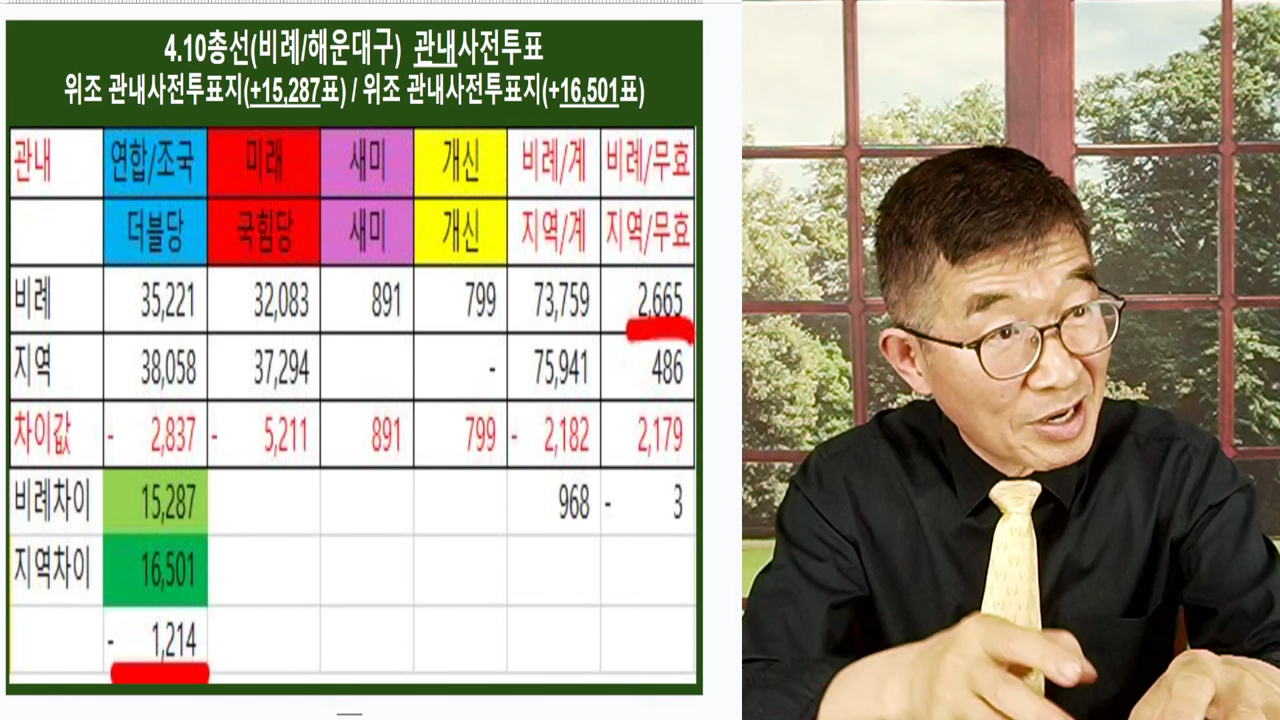 4.10총선(비례/해운대구) 관내사전투표
위조 관내사전투표지(+15,287표) / 위조 관내사전투표지(+16,501표)
관내 연합/조국 미래 새미 개신 비례/계 비례/무효
더블당 국힘당 새미 개신 지역/계 지역/무효
비례 35,221 32,083 891 799 73,759 2,665
지역 38,058 37,294 - 75,941 486
차이값 - 2,837 - 5,211 891 799 - 2,182 2,179
비례차이 15,287 968 - 3
지역차이 16,501
- 1,214